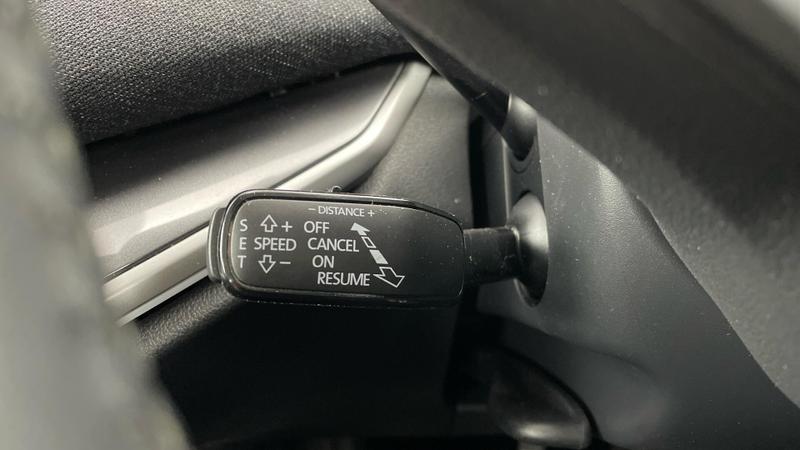 – DISTANCE +
S + OFF
E SPEED CANCEL
T – ON
RESUME